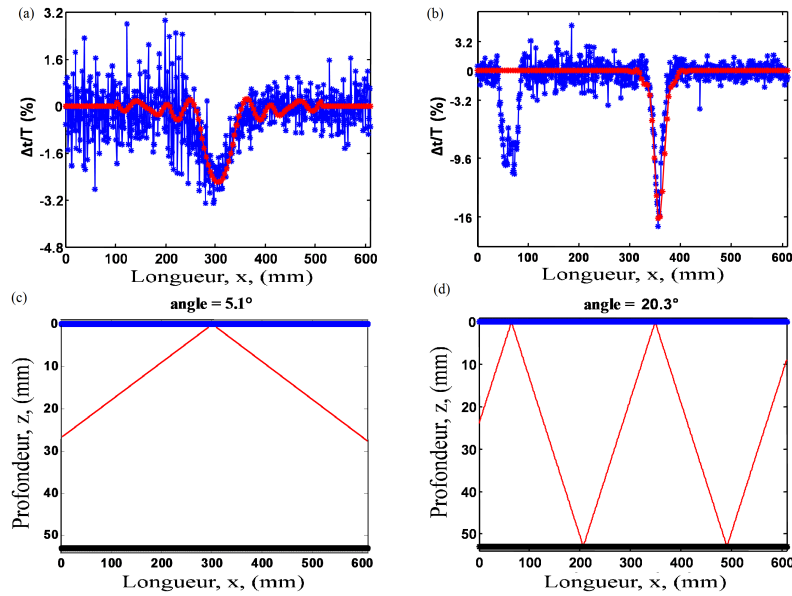 (a)
3.2
1.6
0
-1.6
-3.2
-4.8
Δt/T (%)
0 100 200 300 400 500 600
Longueur, x, (mm)
(b)
3.2
0
-3.2
-9.6
-16
Δt/T (%)
0 100 200 300 400 500 600
Longueur, x, (mm)
(c)
angle = 5.1°
0
10
20
30
40
50
Profondeur, z, (mm)
0 100 200 300 400 500 600
Longueur, x, (mm)
(d)
angle = 20.3°
0
10
20
30
40
50
Profondeur, z, (mm)
0 100 200 300 400 500 600
Longueur, x, (mm)